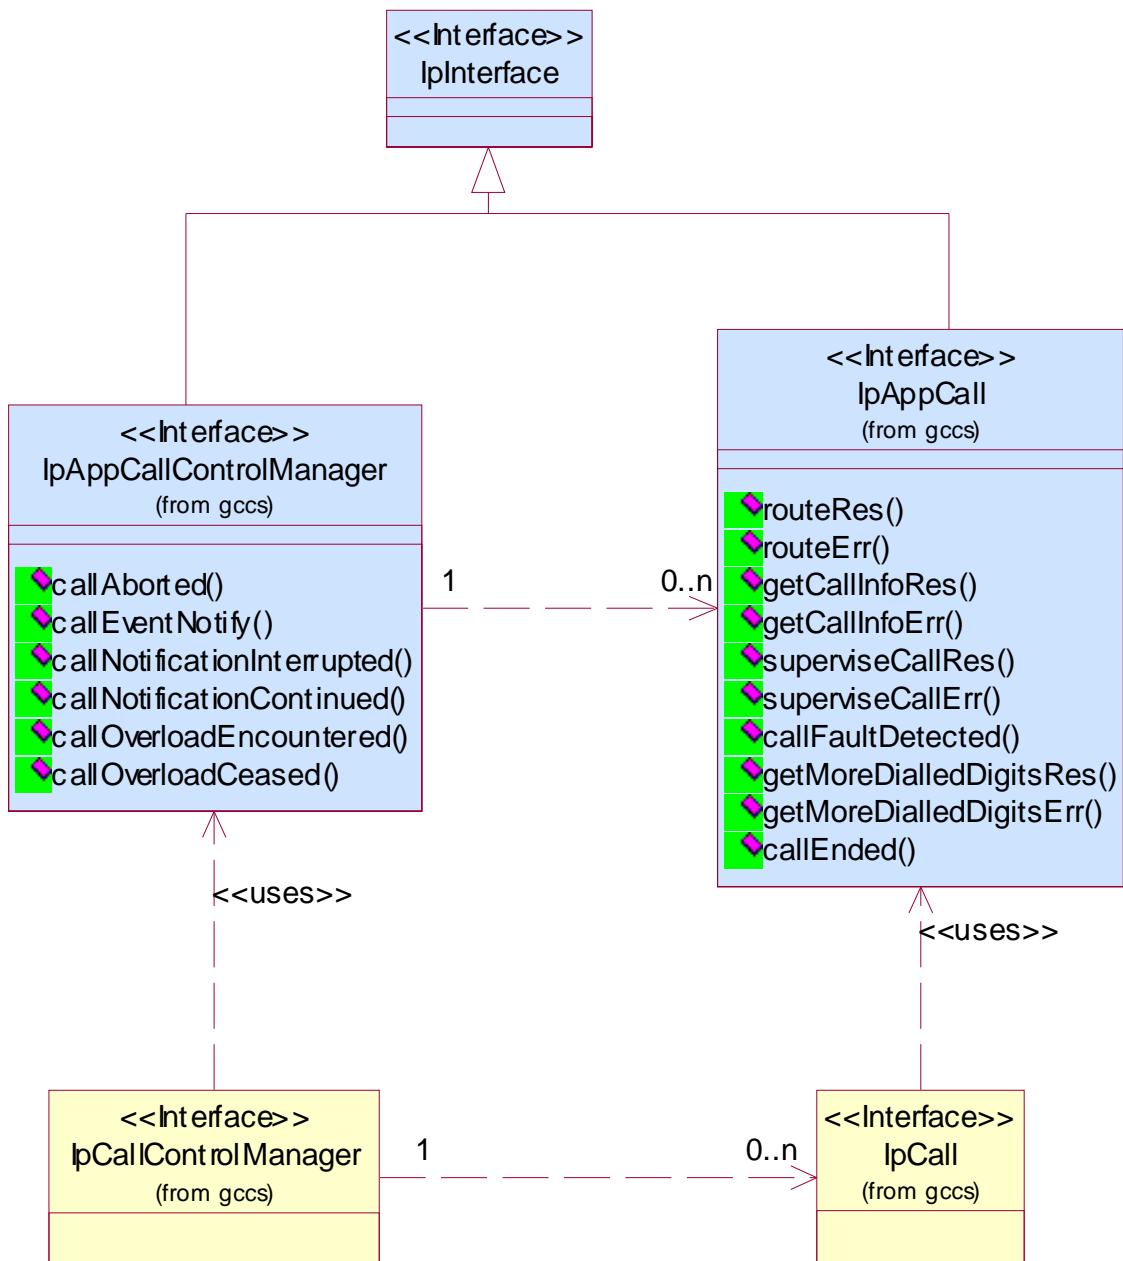 <<Interface>>
IpInterface
<<Interface>>
IpAppCall
(from gccs)
routeRes()
routeErr()
getCallInfoRes()
getCallInfoErr()
superviseCallRes()
superviseCallErr()
callFaultDetected()
getMoreDialledDigitsRes()
getMoreDialledDigitsErr()
callEnded()
<<Interface>>
IpAppCallControlManager
(from gccs)
callAborted()
callEventNotify()
callNotificationInterrupted()
callNotificationContinued()
callOverloadEncountered()
callOverloadCeased()
1
0..n
<<uses>>
<<uses>>
<<Interface>>
IpCallControlManager
(from gccs)
1
0..n
<<Interface>>
IpCall
(from gccs)